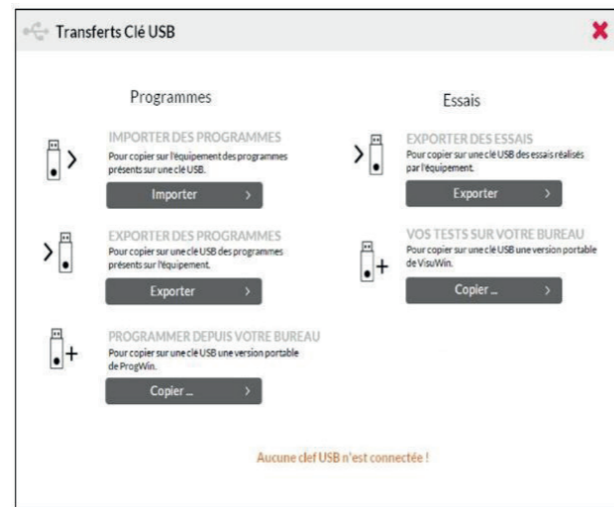 Transferts Clé USB
Programmes
IMPORTER DES PROGRAMMES
Pour copier sur l'équipement des programmes
présents sur une clé USB.
Importer
EXPORTER DES PROGRAMMES
Pour copier sur une clé USB des programmes
présents sur l'équipement.
Exporter
PROGRAMMER DEPUIS VOTRE BUREAU
Pour copier sur une clé USB une version portable
de ProgWin.
Copier ...
Essais
EXPORTER DES ESSAIS
Pour copier sur une clé USB des essais réalisés
par l'équipement.
Exporter
VOS TESTS SUR VOTRE BUREAU
Pour copier sur une clé USB une version portable
de VisuWin.
Copier ...
Aucune clef USB n'est connectée !